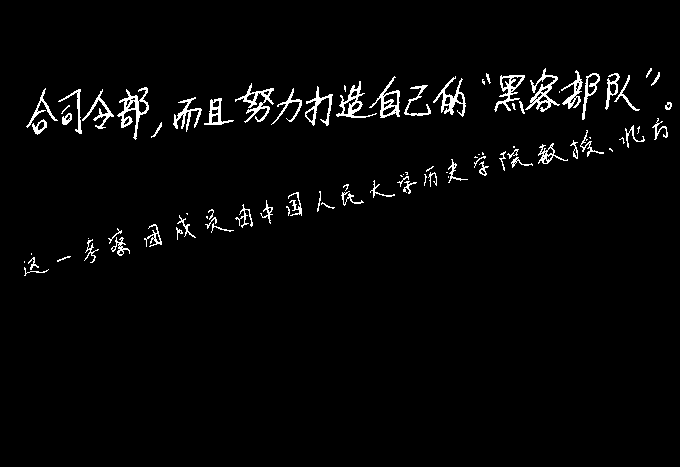 合司令部,而且努力打造自己的“黑客部队”。
这一考察团成员由中国人民大学历史学院教授、北方